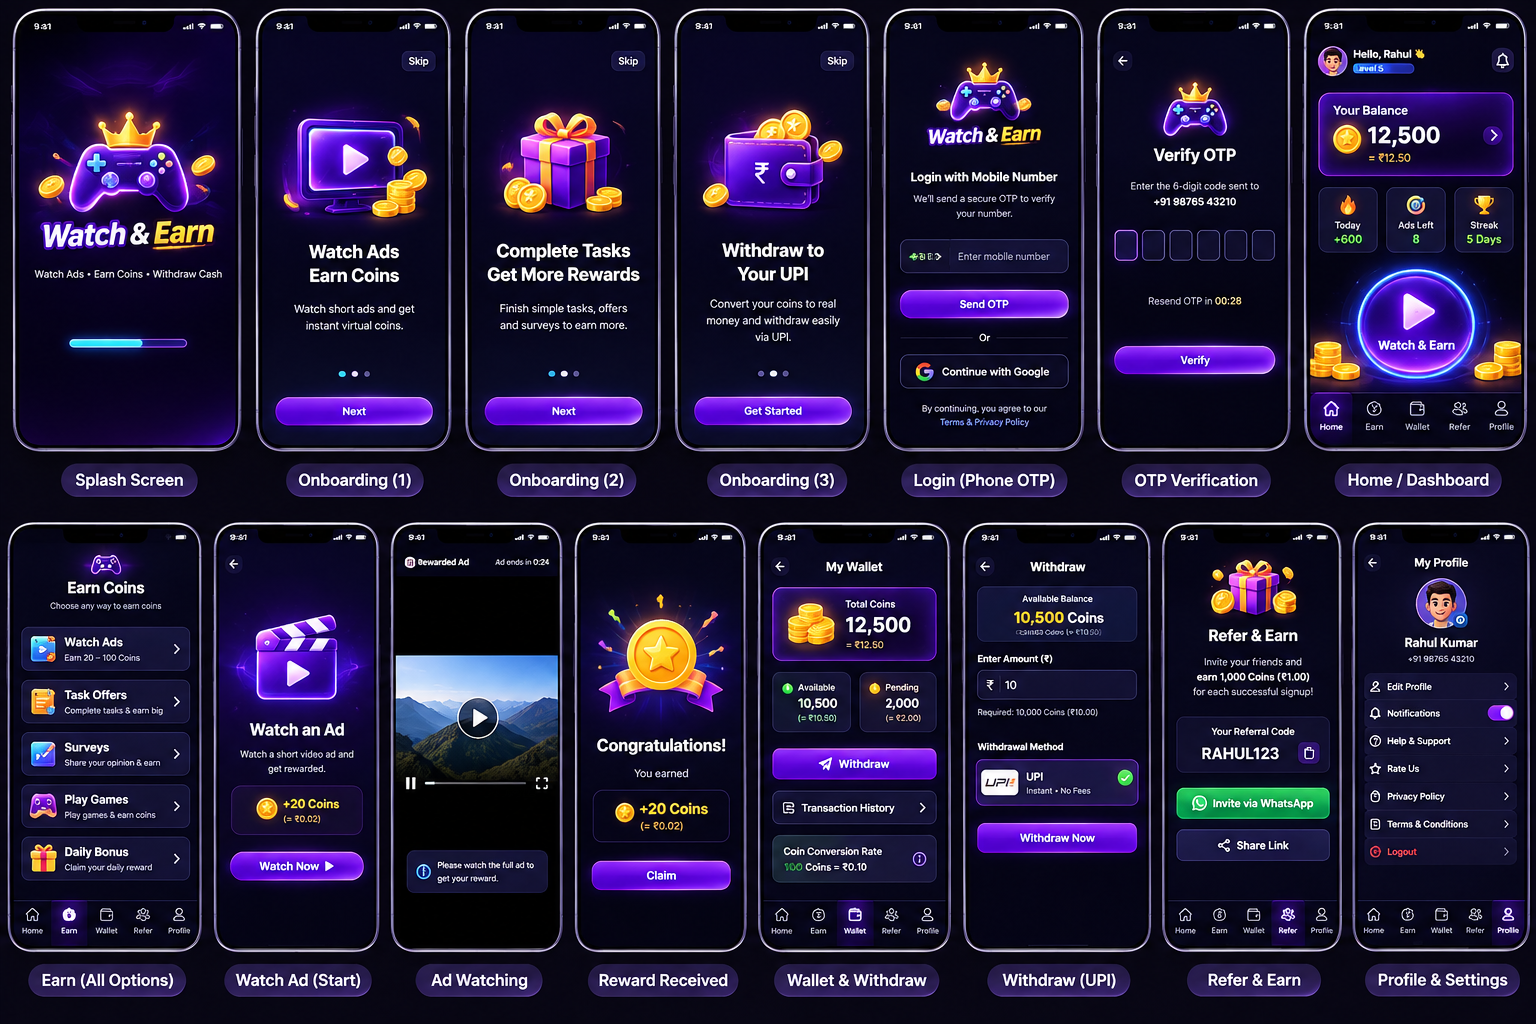 9:41
Watch & Earn
Watch Ads • Earn Coins • Withdraw Cash
Splash Screen
9:41
Skip
Watch Ads
Earn Coins
Watch short ads and get
instant virtual coins.
Next
Onboarding (1)
9:41
Skip
Complete Tasks
Get More Rewards
Finish simple tasks, offers
and surveys to earn more.
Next
Onboarding (2)
9:41
Skip
₹
Withdraw to
Your UPI
Convert your coins to real
money and withdraw easily
via UPI.
Get Started
Onboarding (3)
9:41
Watch & Earn
Login with Mobile Number
We'll send a secure OTP to verify
your number.
Enter mobile number
Send OTP
Or
Continue with Google
By continuing, you agree to our
Terms & Privacy Policy
Login (Phone OTP)
9:41
Verify OTP
Enter the 6-digit code sent to
+91 98765 43210
Resend OTP in 00:28
Verify
OTP Verification
9:41
Hello, Rahul 👋
Level 5
Your Balance
12,500
= ₹12.50
Today
+600
Ads Left
8
Streak
5 Days
Watch & Earn
Home
Earn
Wallet
Refer
Profile
Home / Dashboard
Earn Coins
Choose any way to earn coins
Watch Ads
Earn 20 – 100 Coins
Task Offers
Complete tasks & earn big
Surveys
Share your opinion & earn
Play Games
Play games & earn coins
Daily Bonus
Claim your daily reward
Home
Earn
Wallet
Refer
Profile
Earn (All Options)
9:41
Watch an Ad
Watch a short video ad and
get rewarded.
+20 Coins
(= ₹0.02)
Watch Now
Watch Ad (Start)
9:41
Rewarded Ad
Ad ends in 0:24
Please watch the full ad to
get your reward.
Ad Watching
9:41
Congratulations!
You earned
+20 Coins
(= ₹0.02)
Claim
Reward Received
9:41
My Wallet
Total Coins
12,500
= ₹12.50
Available
10,500
(= ₹10.50)
Pending
2,000
(= ₹2.00)
Withdraw
Transaction History
Coin Conversion Rate
100 Coins = ₹0.10
Home
Earn
Wallet
Refer
Profile
Wallet & Withdraw
9:41
Withdraw
Available Balance
10,500 Coins
Enter Amount (₹)
₹ 10
Required: 10,000 Coins (₹10.00)
Withdrawal Method
UPI
UPI
Instant • No Fees
Withdraw Now
Withdraw (UPI)
9:41
Refer & Earn
Invite your friends and
earn 1,000 Coins (₹1.00)
for each successful signup!
Your Referral Code
RAHUL123
Invite via WhatsApp
Share Link
Home
Earn
Wallet
Refer
Profile
Refer & Earn
9:41
My Profile
Rahul Kumar
+91 98765 43210
Edit Profile
Notifications
Help & Support
Rate Us
Privacy Policy
Terms & Conditions
Logout
Home
Earn
Wallet
Refer
Profile
Profile & Settings